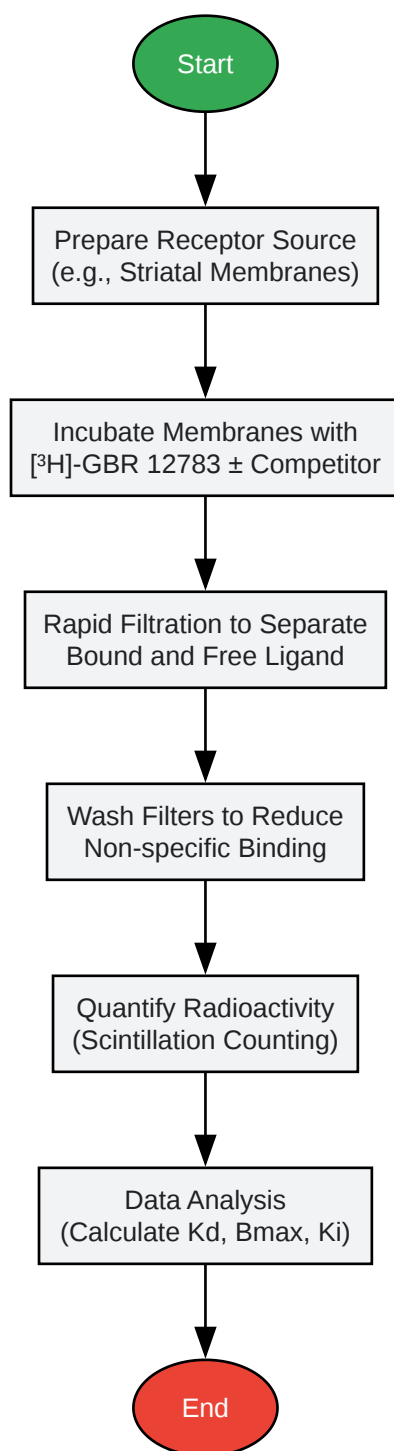 Start
Prepare Receptor Source
(e.g., Striatal Membranes)
Incubate Membranes with
[³H]-GBR 12783 ± Competitor
Rapid Filtration to Separate
Bound and Free Ligand
Wash Filters to Reduce
Non-specific Binding
Quantify Radioactivity
(Scintillation Counting)
Data Analysis
(Calculate Kd, Bmax, Ki)
End